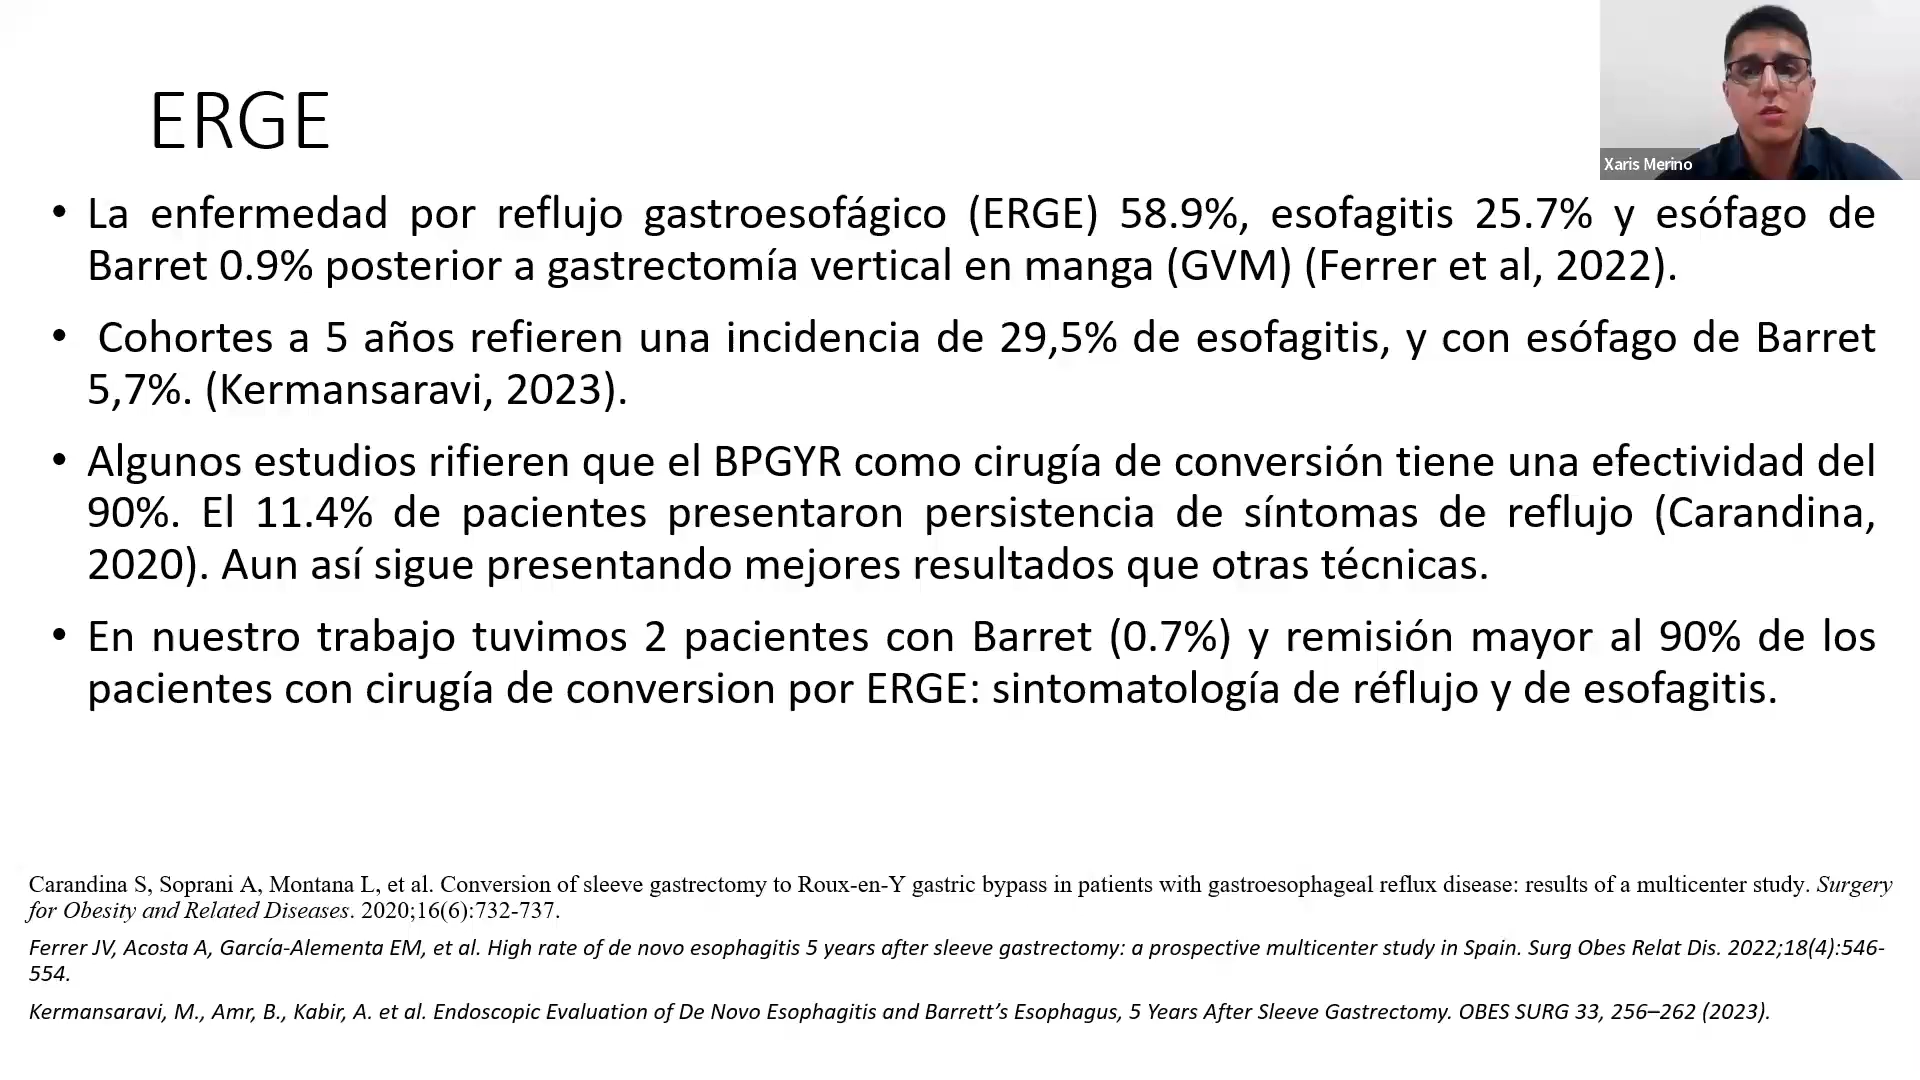 ERGE
Xaris Merino
• La enfermedad por reflujo gastroesofágico (ERGE) 58.9%, esofagitis 25.7% y esófago de
Barret 0.9% posterior a gastrectomía vertical en manga (GVM) (Ferrer et al, 2022).
• Cohortes a 5 años refieren una incidencia de 29,5% de esofagitis, y con esófago de Barret
5,7%. (Kermansaravi, 2023).
• Algunos estudios rifieren que el BPGYR como cirugía de conversión tiene una efectividad del
90%. El 11.4% de pacientes presentaron persistencia de síntomas de reflujo (Carandina,
2020). Aun así sigue presentando mejores resultados que otras técnicas.
• En nuestro trabajo tuvimos 2 pacientes con Barret (0.7%) y remisión mayor al 90% de los
pacientes con cirugía de conversion por ERGE: sintomatología de réflujo y de esofagitis.
Carandina S, Soprani A, Montana L, et al. Conversion of sleeve gastrectomy to Roux-en-Y gastric bypass in patients with gastroesophageal reflux disease: results of a multicenter study. Surgery
for Obesity and Related Diseases. 2020;16(6):732-737.
Ferrer JV, Acosta A, García-Alementa EM, et al. High rate of de novo esophagitis 5 years after sleeve gastrectomy: a prospective multicenter study in Spain. Surg Obes Relat Dis. 2022;18(4):546-
554.
Kermansaravi, M., Amr, B., Kabir, A. et al. Endoscopic Evaluation of De Novo Esophagitis and Barrett’s Esophagus, 5 Years After Sleeve Gastrectomy. OBES SURG 33, 256–262 (2023).